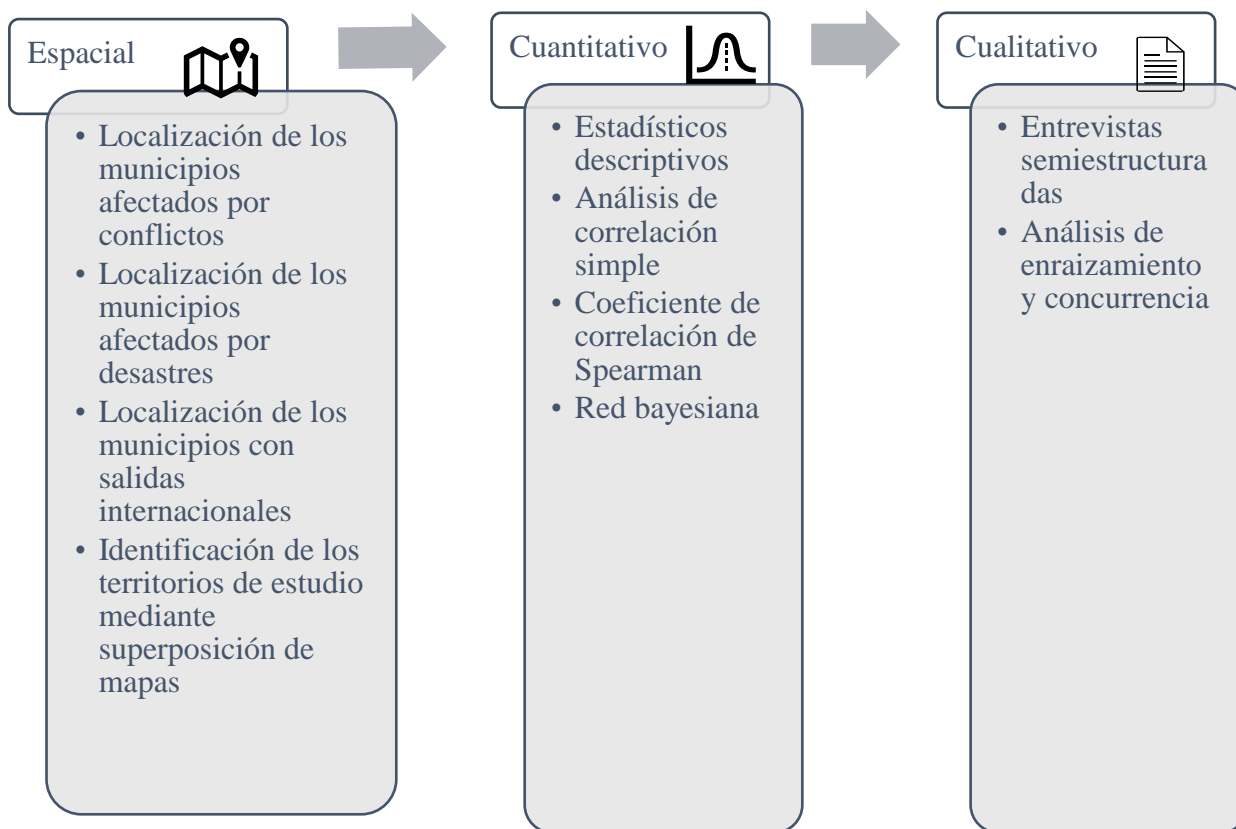 Espacial
• Localización de los
municipios
afectados por
conflictos
• Localización de los
municipios
afectados por
desastres
• Localización de los
municipios con
salidas
internacionales
• Identificación de los
territorios de estudio
mediante
superposición de
mapas
Cuantitativo
• Estadísticos
descriptivos
• Análisis de
correlación
simple
• Coeficiente de
correlación de
Spearman
• Red bayesiana
Cualitativo
• Entrevistas
semiestructura
das
• Análisis de
enraizamiento
y concurrencia